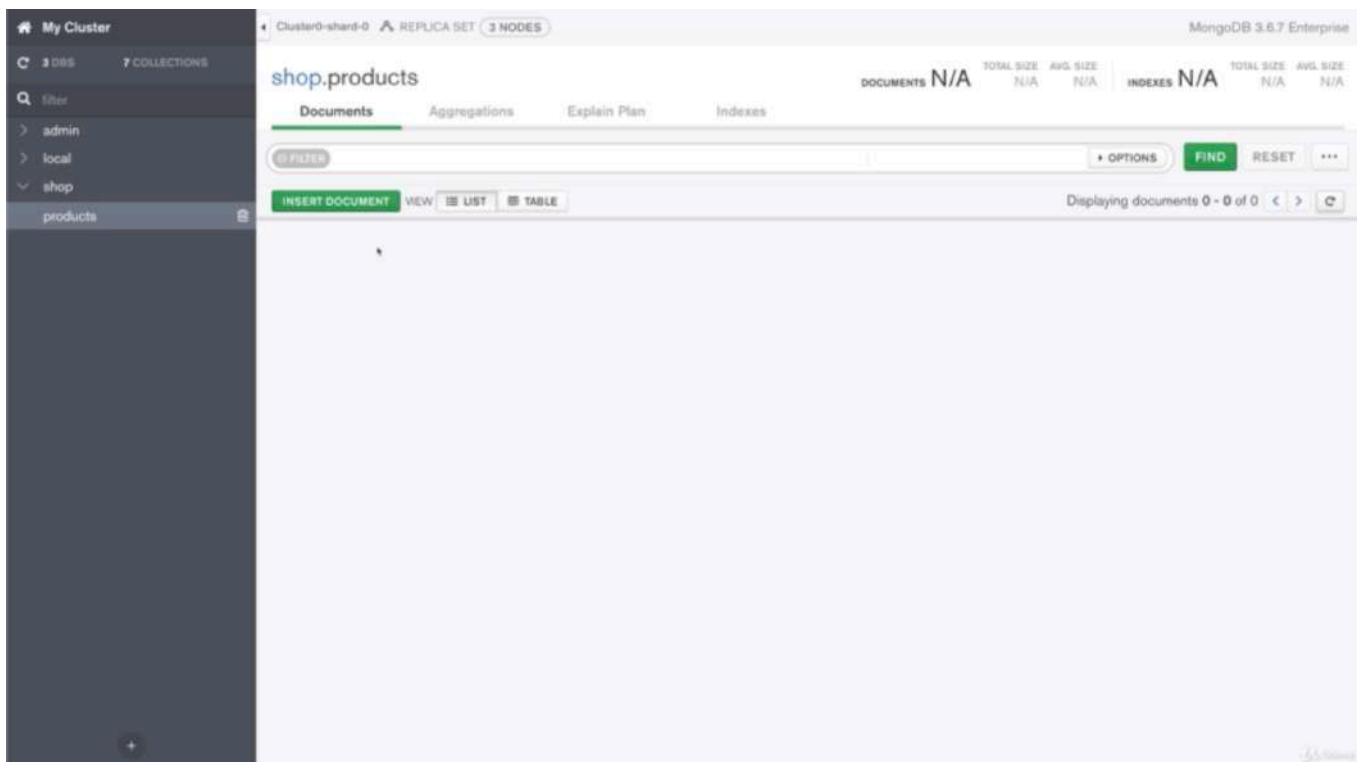 My Cluster
Cluster0-shard-0 REPLICA SET 3 NODES
MongoDB 3.6.7 Enterprise
3 DBS 7 COLLECTIONS
filter
admin
local
shop
products
shop.products
DOCUMENTS N/A TOTAL SIZE N/A AVG. SIZE N/A INDEXES N/A TOTAL SIZE N/A AVG. SIZE N/A
Documents Aggregations Explain Plan Indexes
FILTER OPTIONS FIND RESET ...
INSERT DOCUMENT VIEW LIST TABLE Displaying documents 0 - 0 of 0 < >